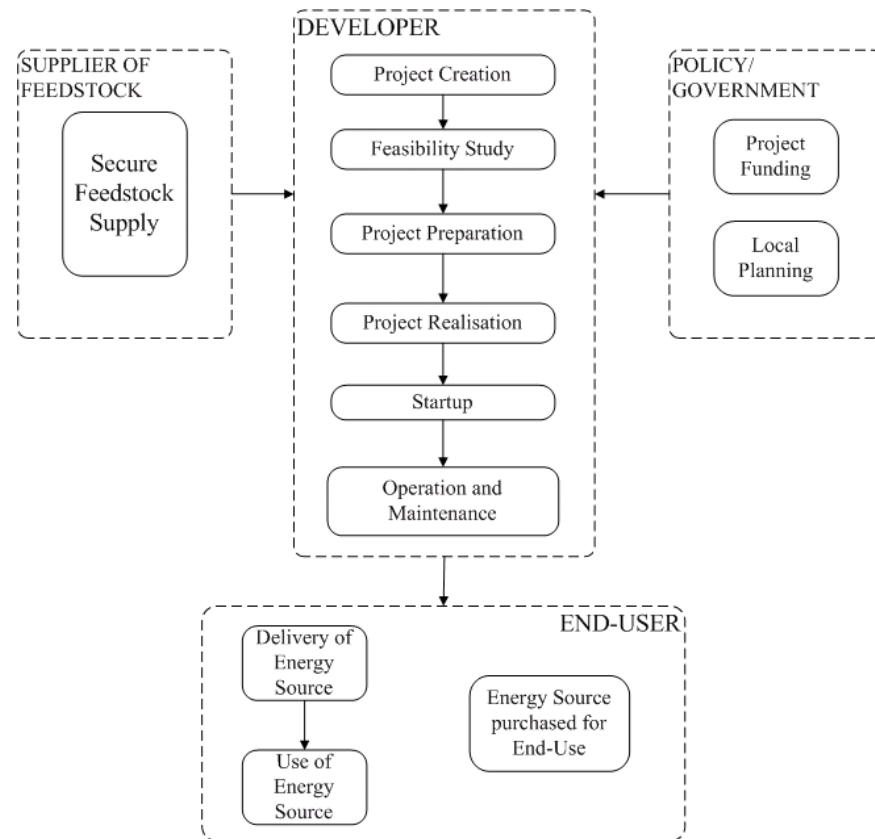 DEVELOPER
Project Creation
Feasibility Study
Project Preparation
Project Realisation
Startup
Operation and
Maintenance
SUPPLIER OF
FEEDSTOCK
Secure
Feedstock
Supply
POLICY/
GOVERNMENT
Project
Funding
Local
Planning
END-USER
Delivery of
Energy
Source
Use of
Energy
Source
Energy Source
purchased for
End-Use